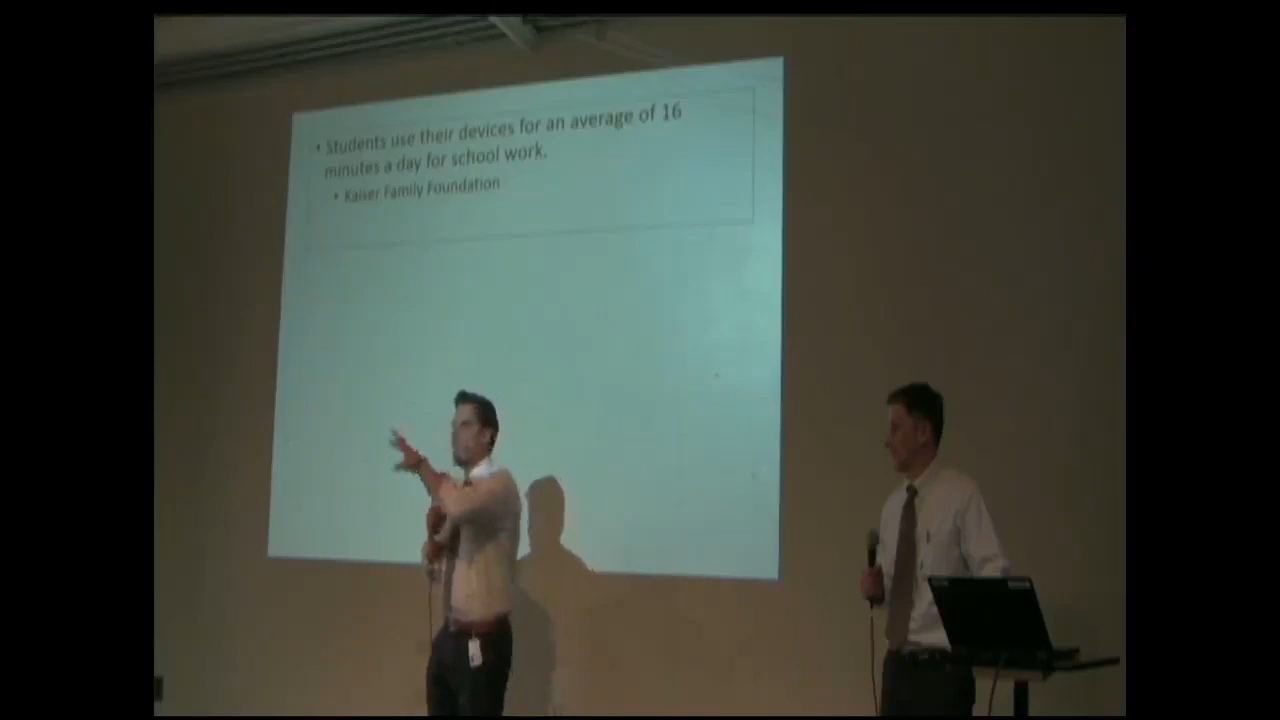 • Students use their devices for an average of 16
minutes a day for school work.
• Kaiser Family Foundation